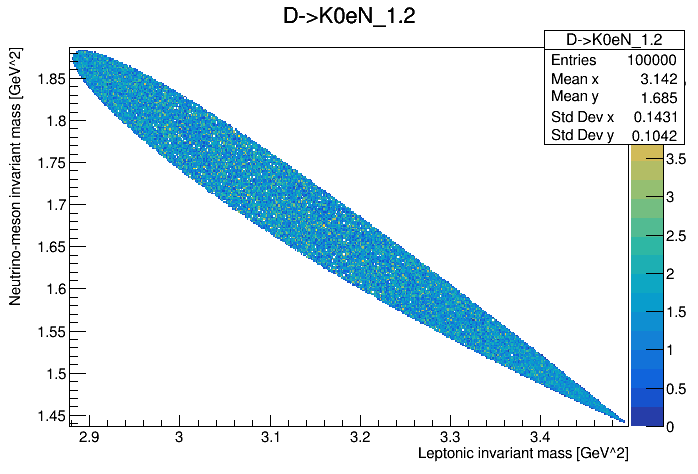 D->K0eN_1.2
D->K0eN_1.2
Entries 100000
Mean x 3.142
Mean y 1.685
Std Dev x 0.1431
Std Dev y 0.1042
Neutrino-meson invariant mass [GeV^2]
1.85
1.8
1.75
1.7
1.65
1.6
1.55
1.5
1.45
3.5
3
2.5
2
1.5
1
0.5
0
2.9 3 3.1 3.2 3.3 3.4
Leptonic invariant mass [GeV^2]